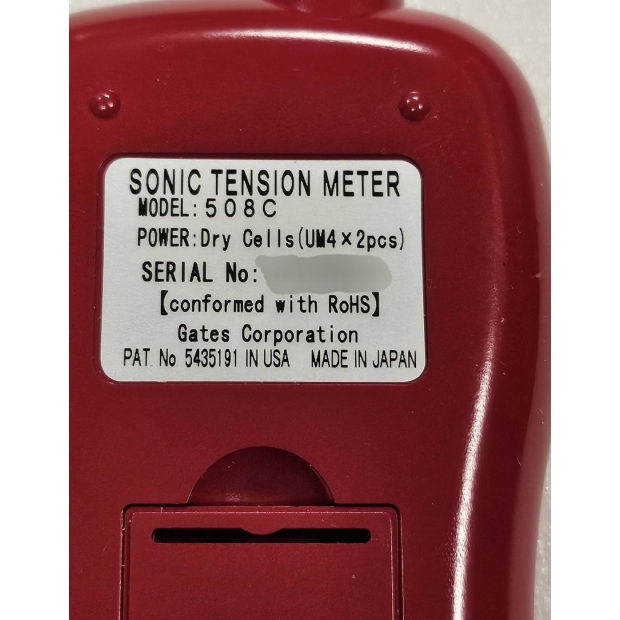 SONIC TENSION METER
MODEL:508C
POWER:Dry Cells(UM4×2pcs)
SERIAL No:
【conformed with RoHS】
Gates Corporation
PAT. No 5435191 IN USA MADE IN JAPAN